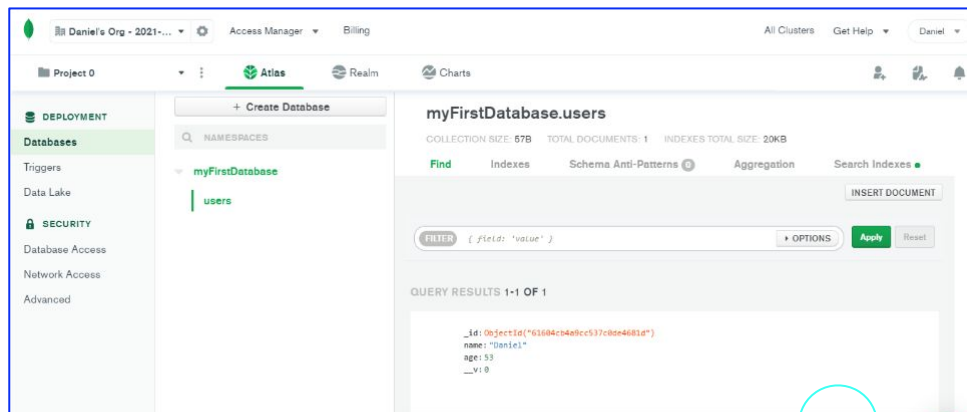 Daniel's Org - 2021-... Access Manager Billing All Clusters Get Help Daniel
Project 0 Atlas Realm Charts
DEPLOYMENT
Databases
Triggers
Data Lake
SECURITY
Database Access
Network Access
Advanced
+ Create Database
NAMESPACES
myFirstDatabase
users
myFirstDatabase.users
COLLECTION SIZE: 57B TOTAL DOCUMENTS: 1 INDEXES TOTAL SIZE: 20KB
Find Indexes Schema Anti-Patterns 0 Aggregation Search Indexes
INSERT DOCUMENT
FILTER { field: 'value' } OPTIONS Apply Reset
QUERY RESULTS 1-1 OF 1
_id: ObjectId("61604cb4a9cc537c0de4681d")
name: "Daniel"
age: 53
__v: 0